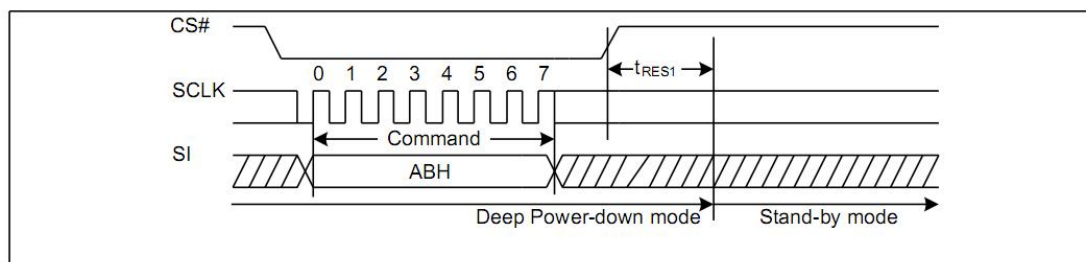 CS#
tRES1
0 1 2 3 4 5 6 7
SCLK
Command
SI
ABH
Deep Power-down mode Stand-by mode